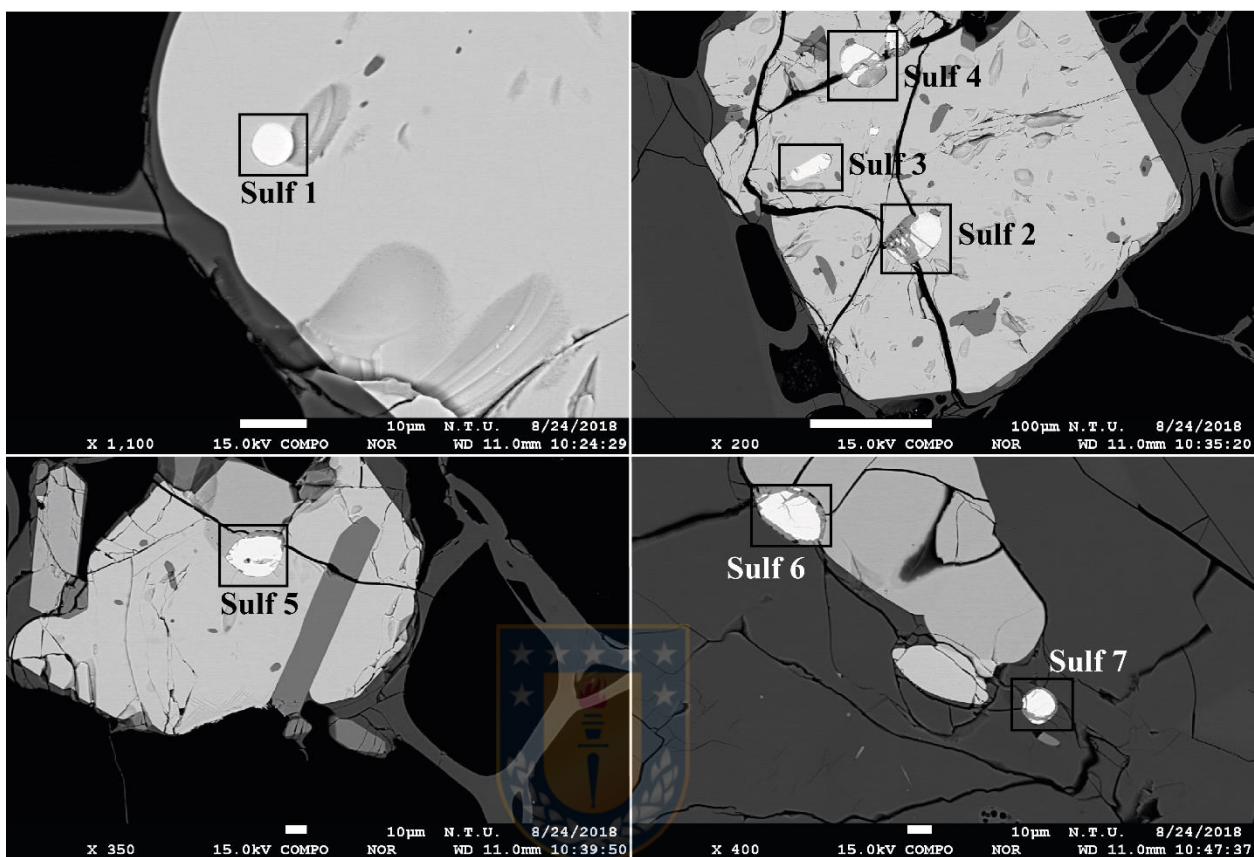 Sulf 1
10μm N.T.U. 8/24/2018
X 1,100 15.0kV COMPO NOR WD 11.0mm 10:24:29
Sulf 4
Sulf 3
Sulf 2
100μm N.T.U. 8/24/2018
X 200 15.0kV COMPO NOR WD 11.0mm 10:35:20
Sulf 5
10μm N.T.U. 8/24/2018
X 350 15.0kV COMPO NOR WD 11.0mm 10:39:50
Sulf 6
Sulf 7
10μm N.T.U. 8/24/2018
X 400 15.0kV COMPO NOR WD 11.0mm 10:47:37